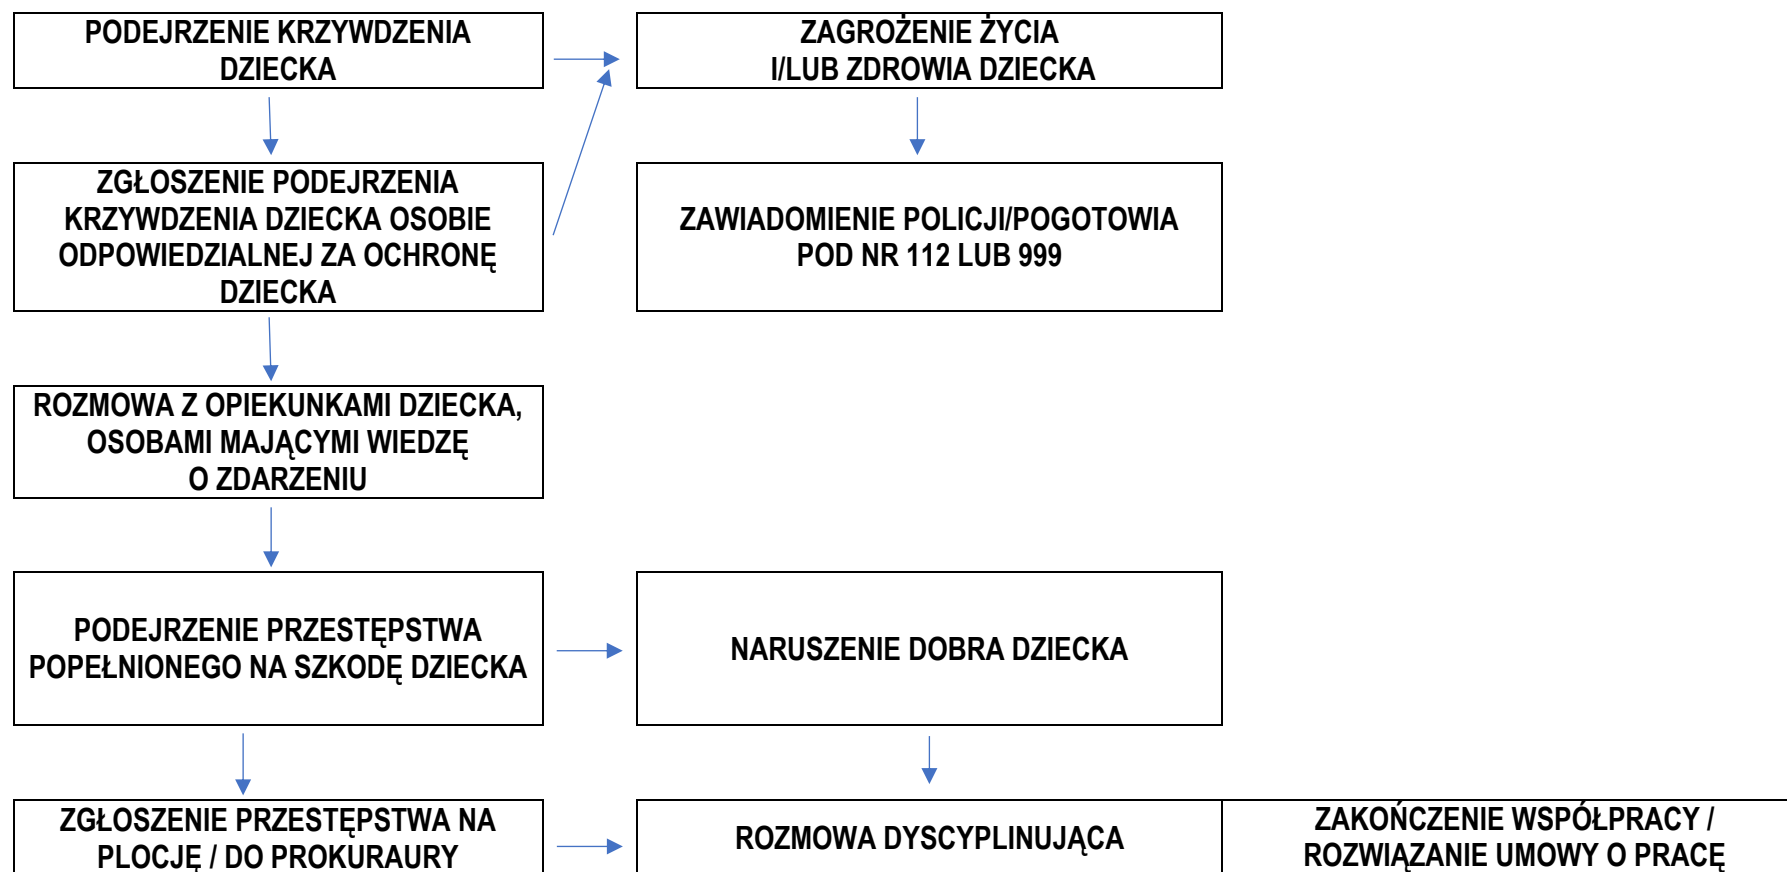 PODEJRZENIE KRZYWDZENIA
DZIECKA
ZAGROŻENIE ŻYCIA
I/LUB ZDROWIA DZIECKA
ZGŁOSZENIE PODEJRZENIA
KRZYWDZENIA DZIECKA OSOBIE
ODPOWIEDZIALNEJ ZA OCHRONĘ
DZIECKA
ZAWIADOMIENIE POLICJI/POGOTOWIA
POD NR 112 LUB 999
ROZMOWA Z OPIEKUNKAMI DZIECKA,
OSOBAMI MAJĄCYMI WIEDZĘ
O ZDARZENIU
PODEJRZENIE PRZESTĘPSTWA
POPEŁNIONEGO NA SZKODĘ DZIECKA
NARUSZENIE DOBRA DZIECKA
ZGŁOSZENIE PRZESTĘPSTWA NA
PLOCJĘ / DO PROKURAURY
ROZMOWA DYSCYPLINUJĄCA
ZAKOŃCZENIE WSPÓŁPRACY /
ROZWIĄZANIE UMOWY O PRACĘ